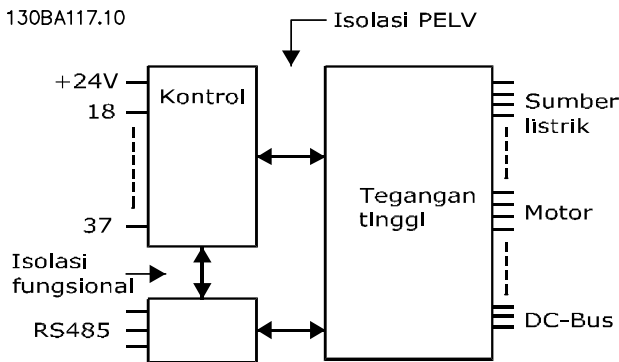 130BA117.10
Isolasi PELV
+24V
18
37
Kontrol
Tegangan
tInggI
Sumber
listrik
Motor
DC-Bus
Isolasi
fungsional
RS485